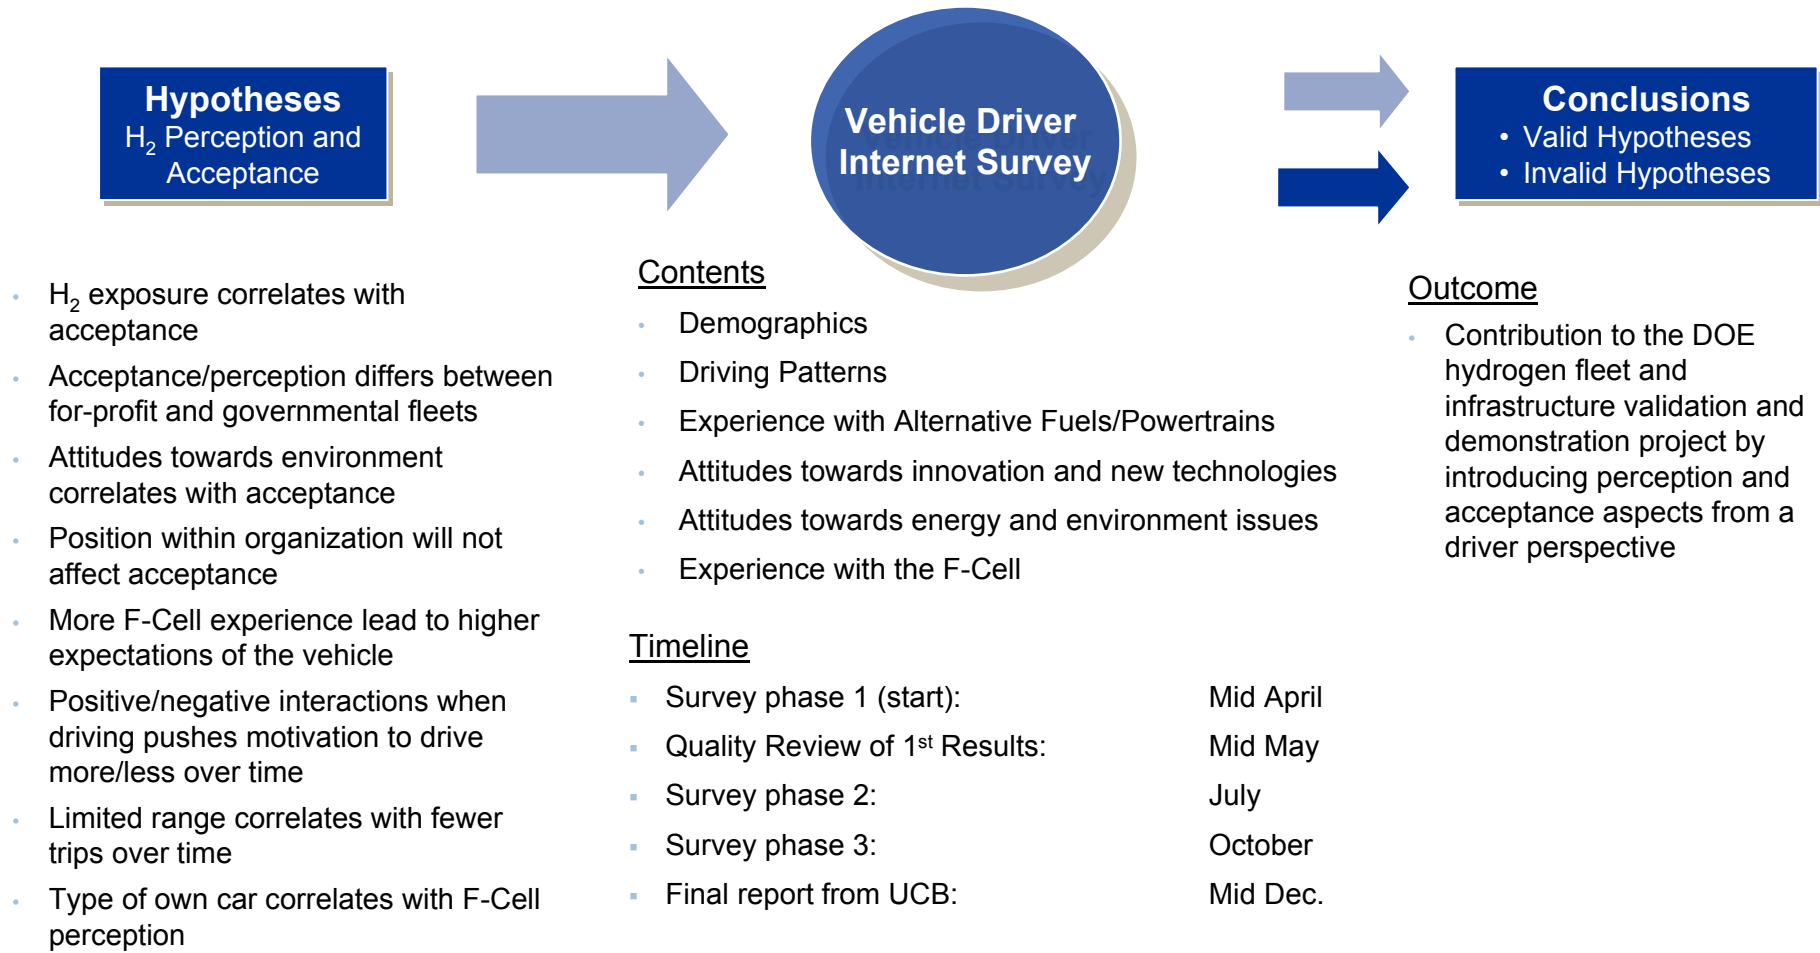 Hypotheses
H2 Perception and
Acceptance
Vehicle Driver
Internet Survey
Conclusions
• Valid Hypotheses
• Invalid Hypotheses
• H2 exposure correlates with
acceptance
• Acceptance/perception differs between
for-profit and governmental fleets
• Attitudes towards environment
correlates with acceptance
• Position within organization will not
affect acceptance
• More F-Cell experience lead to higher
expectations of the vehicle
• Positive/negative interactions when
driving pushes motivation to drive
more/less over time
• Limited range correlates with fewer
trips over time
• Type of own car correlates with F-Cell
perception
Contents
• Demographics
• Driving Patterns
• Experience with Alternative Fuels/Powertrains
• Attitudes towards innovation and new technologies
• Attitudes towards energy and environment issues
• Experience with the F-Cell
Timeline
▪ Survey phase 1 (start): Mid April
▪ Quality Review of 1st Results: Mid May
▪ Survey phase 2: July
▪ Survey phase 3: October
▪ Final report from UCB: Mid Dec.
Outcome
• Contribution to the DOE
hydrogen fleet and
infrastructure validation and
demonstration project by
introducing perception and
acceptance aspects from a
driver perspective